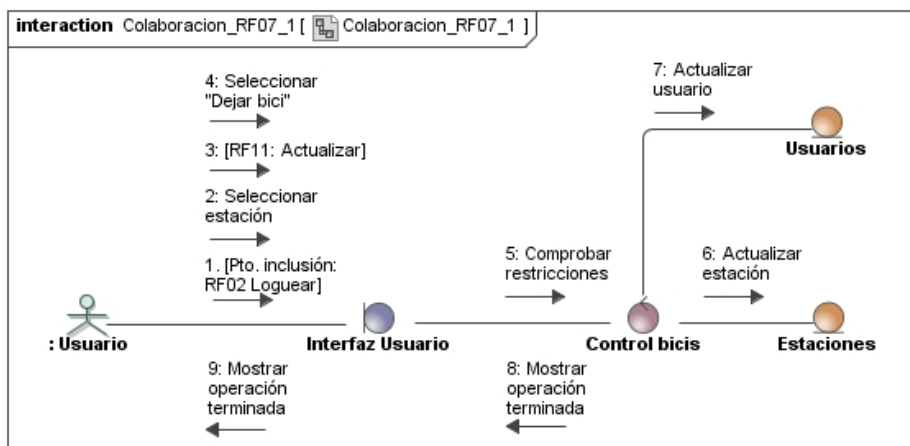 interaction Colaboracion_RF07_1 [ Colaboracion_RF07_1 ]
4: Seleccionar
"Dejar bici"
3: [RF11: Actualizar]
2: Seleccionar
estación
1. [Pto. inclusión:
RF02 Loguear]
7: Actualizar
usuario
Usuarios
5: Comprobar
restricciones
6: Actualizar
estación
: Usuario
Interfaz Usuario
Control bicis
Estaciones
9: Mostrar
operación
terminada
8: Mostrar
operación
terminada